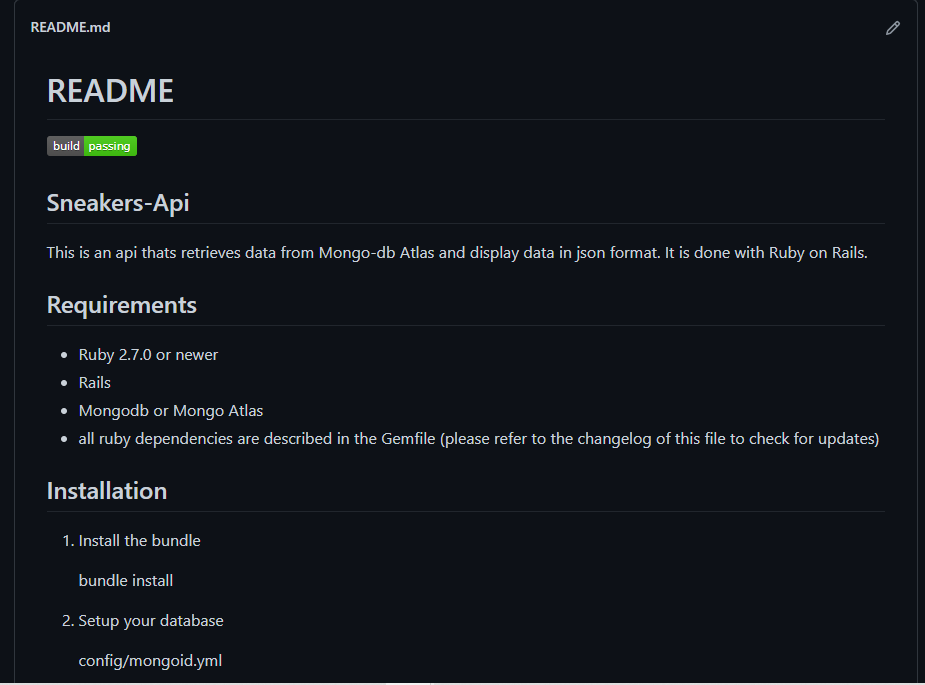 README.md
README
build passing
Sneakers-Api
This is an api thats retrieves data from Mongo-db Atlas and display data in json format. It is done with Ruby on Rails.
Requirements
Ruby 2.7.0 or newer
Rails
Mongodb or Mongo Atlas
all ruby dependencies are described in the Gemfile (please refer to the changelog of this file to check for updates)
Installation
1. Install the bundle
bundle install
2. Setup your database
config/mongoid.yml